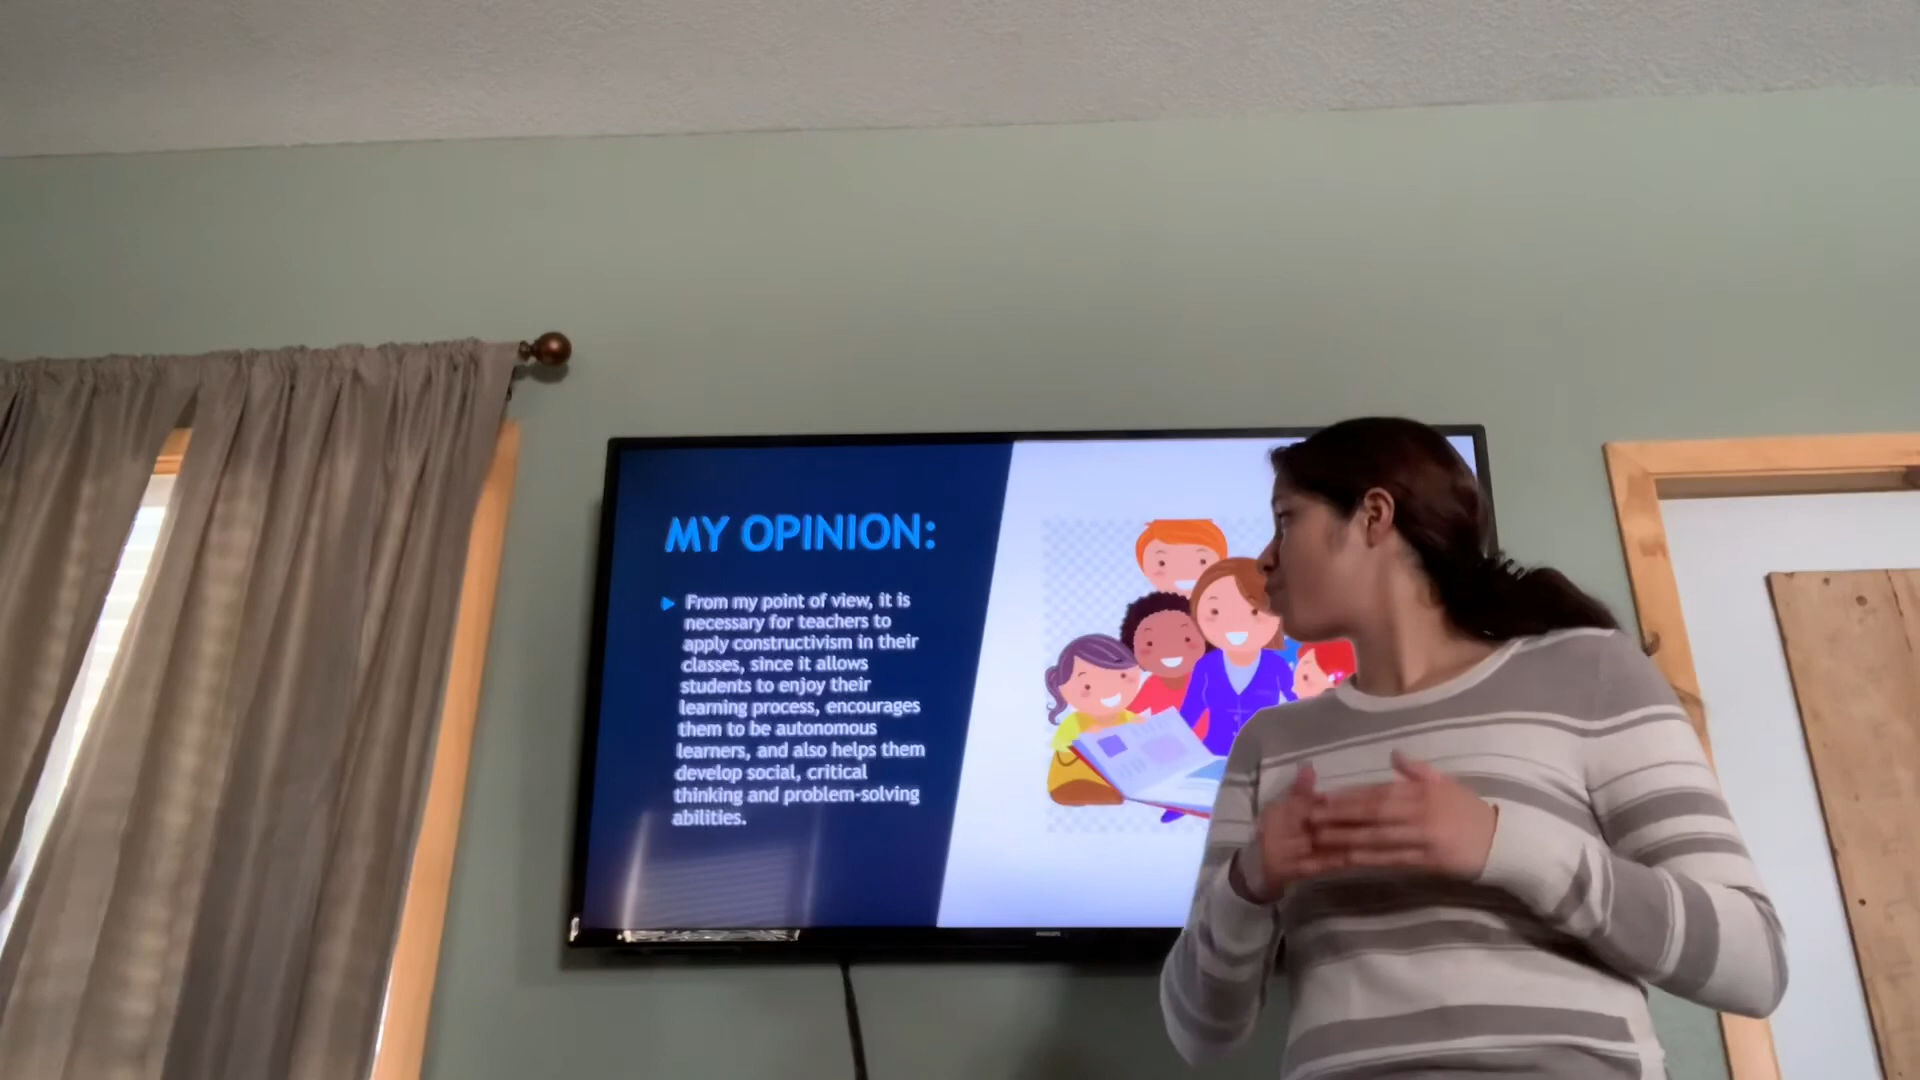 MY OPINION:
From my point of view, it is
necessary for teachers to
apply constructivism in their
classes, since it allows
students to enjoy their
learning process, encourages
them to be autonomous
learners, and also helps them
develop social, critical
thinking and problem-solving
abilities.
PHILIPS